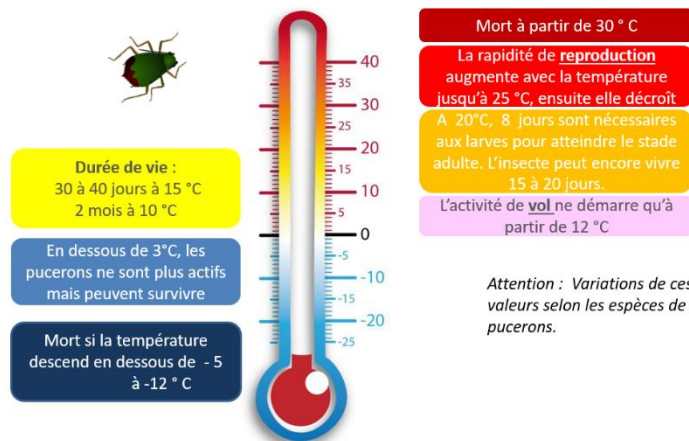 Durée de vie :
30 à 40 jours à 15 °C
2 mois à 10 °C
En dessous de 3°C, les
pucerons ne sont plus actifs
mais peuvent survivre
Mort si la température
descend en dessous de - 5
à -12 ° C
40
35
30
25
20
15
10
5
0
-5
-10
-15
-20
-25
Mort à partir de 30 ° C
La rapidité de reproduction
augmente avec la température
jusqu'à 25 °C, ensuite elle décroît
A 20°C, 8 jours sont nécessaires
aux larves pour atteindre le stade
adulte. L'insecte peut encore vivre
15 à 20 jours.
L'activité de vol ne démarre qu'à
partir de 12 °C
Attention : Variations de ces
valeurs selon les espèces de
pucerons.